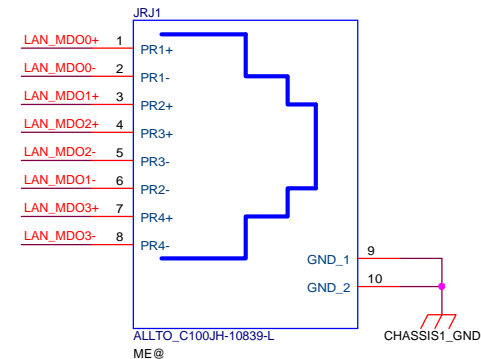 JRJ1
LAN_MDO0+ 1 PR1+
LAN_MDO0- 2 PR1-
LAN_MDO1+ 3 PR2+
LAN_MDO2+ 4 PR3+
LAN_MDO2- 5 PR3-
LAN_MDO1- 6 PR2-
LAN_MDO3+ 7 PR4+
LAN_MDO3- 8 PR4-
GND_1 9
GND_2 10
ALLTO_C100JH-10839-L
CHASSIS1_GND
ME@